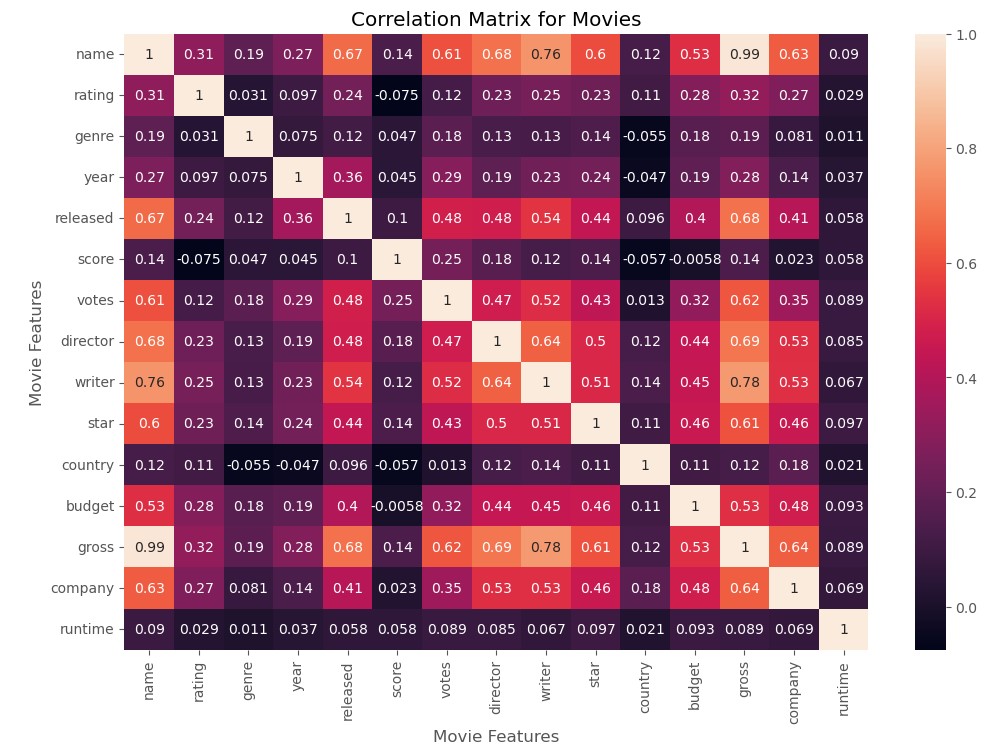 Correlation Matrix for Movies
name 1 0.31 0.19 0.27 0.67 0.14 0.61 0.68 0.76 0.6 0.12 0.53 0.99 0.63 0.09
rating 0.31 1 0.031 0.097 0.24 -0.075 0.12 0.23 0.25 0.23 0.11 0.28 0.32 0.27 0.029
genre 0.19 0.031 1 0.075 0.12 0.047 0.18 0.13 0.13 0.14 -0.055 0.18 0.19 0.081 0.011
year 0.27 0.097 0.075 1 0.36 0.045 0.29 0.19 0.23 0.24 -0.047 0.19 0.28 0.14 0.037
released 0.67 0.24 0.12 0.36 1 0.1 0.48 0.48 0.54 0.44 0.096 0.4 0.68 0.41 0.058
score 0.14 -0.075 0.047 0.045 0.1 1 0.25 0.18 0.12 0.14 -0.057 -0.0058 0.14 0.023 0.058
votes 0.61 0.12 0.18 0.29 0.48 0.25 1 0.47 0.52 0.43 0.013 0.32 0.62 0.35 0.089
director 0.68 0.23 0.13 0.19 0.48 0.18 0.47 1 0.64 0.5 0.12 0.44 0.69 0.53 0.085
writer 0.76 0.25 0.13 0.23 0.54 0.12 0.52 0.64 1 0.51 0.14 0.45 0.78 0.53 0.067
star 0.6 0.23 0.14 0.24 0.44 0.14 0.43 0.5 0.51 1 0.11 0.46 0.61 0.46 0.097
country 0.12 0.11 -0.055 -0.047 0.096 -0.057 0.013 0.12 0.14 0.11 1 0.11 0.12 0.18 0.021
budget 0.53 0.28 0.18 0.19 0.4 -0.0058 0.32 0.44 0.45 0.46 0.11 1 0.53 0.48 0.093
gross 0.99 0.32 0.19 0.28 0.68 0.14 0.62 0.69 0.78 0.61 0.12 0.53 1 0.64 0.089
company 0.63 0.27 0.081 0.14 0.41 0.023 0.35 0.53 0.53 0.46 0.18 0.48 0.64 1 0.069
runtime 0.09 0.029 0.011 0.037 0.058 0.058 0.089 0.085 0.067 0.097 0.021 0.093 0.089 0.069 1
name rating genre year released score votes director writer star country budget gross company runtime
Movie Features
Movie Features
1.0
0.8
0.6
0.4
0.2
0.0